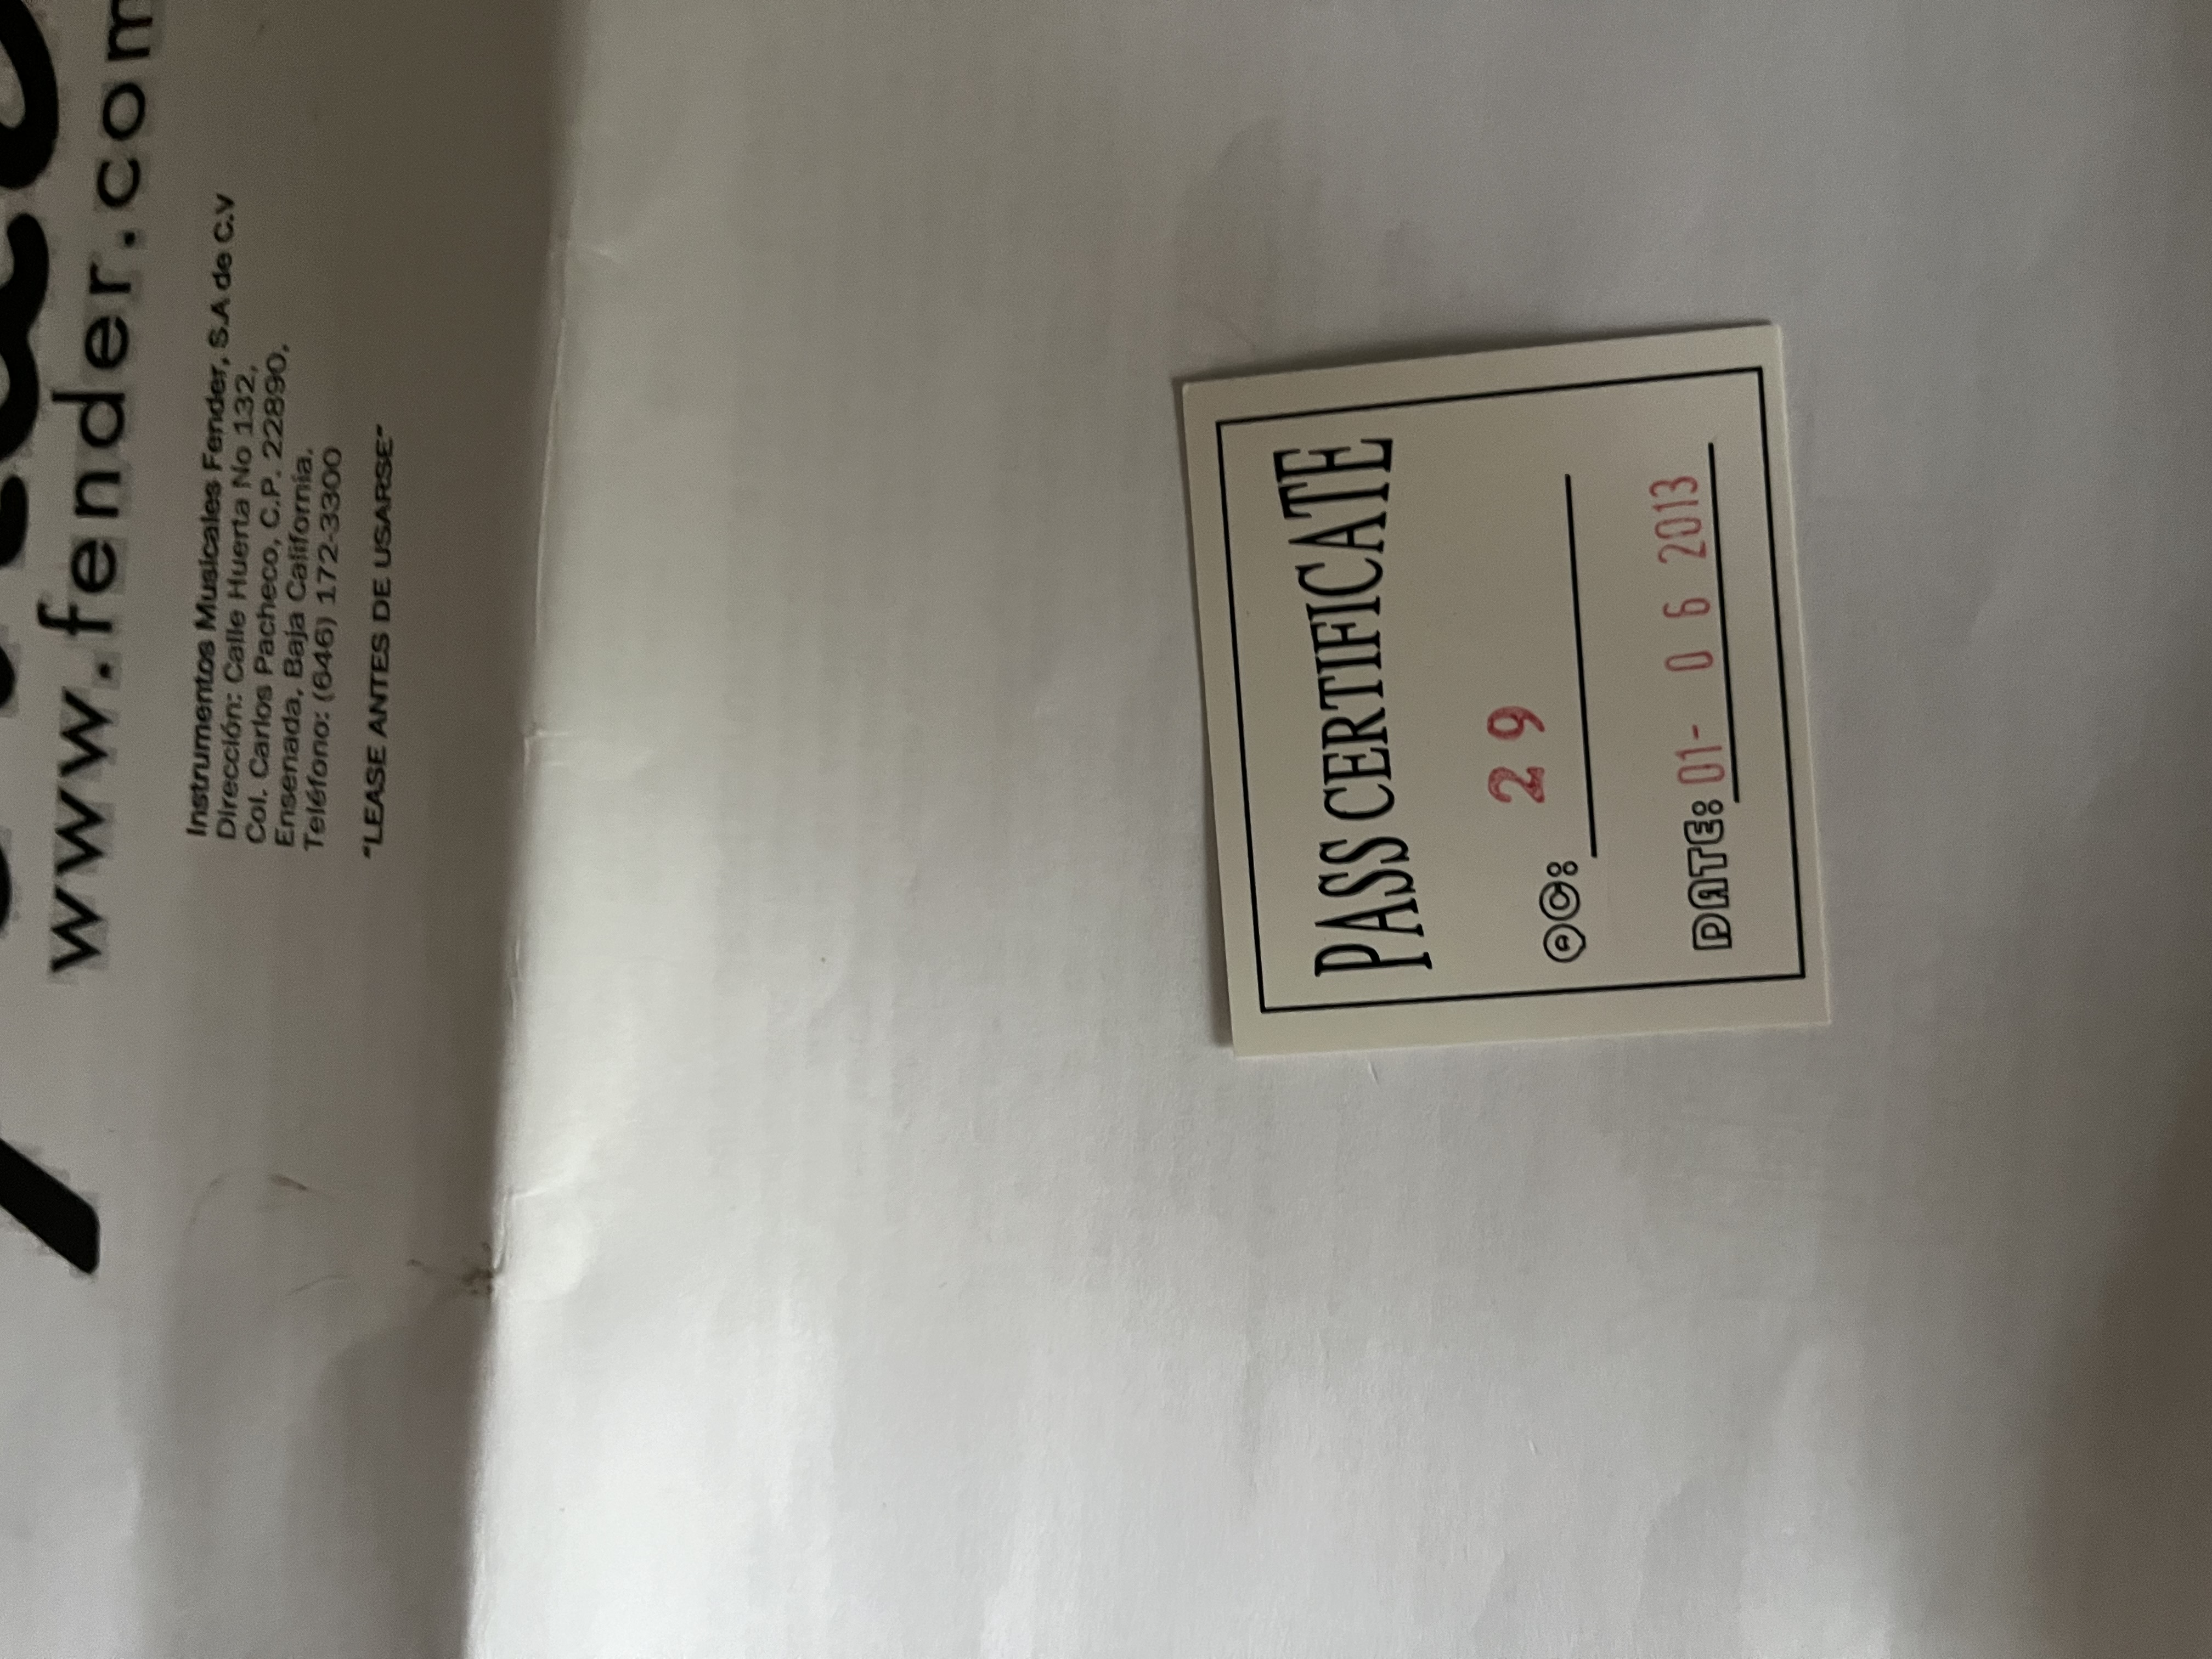 www.fender.com
Instrumentos Musicales Fender, S.A de C.V
Dirección: Calle Huerta No 132,
Col. Carlos Pacheco, C.P. 22890.
Ensenada, Baja California.
Teléfono: (646) 172-3300
"LEASE ANTES DE USARSE"
PASS CERTIFICATE
QC: 29
DATE: 01- 06 2013